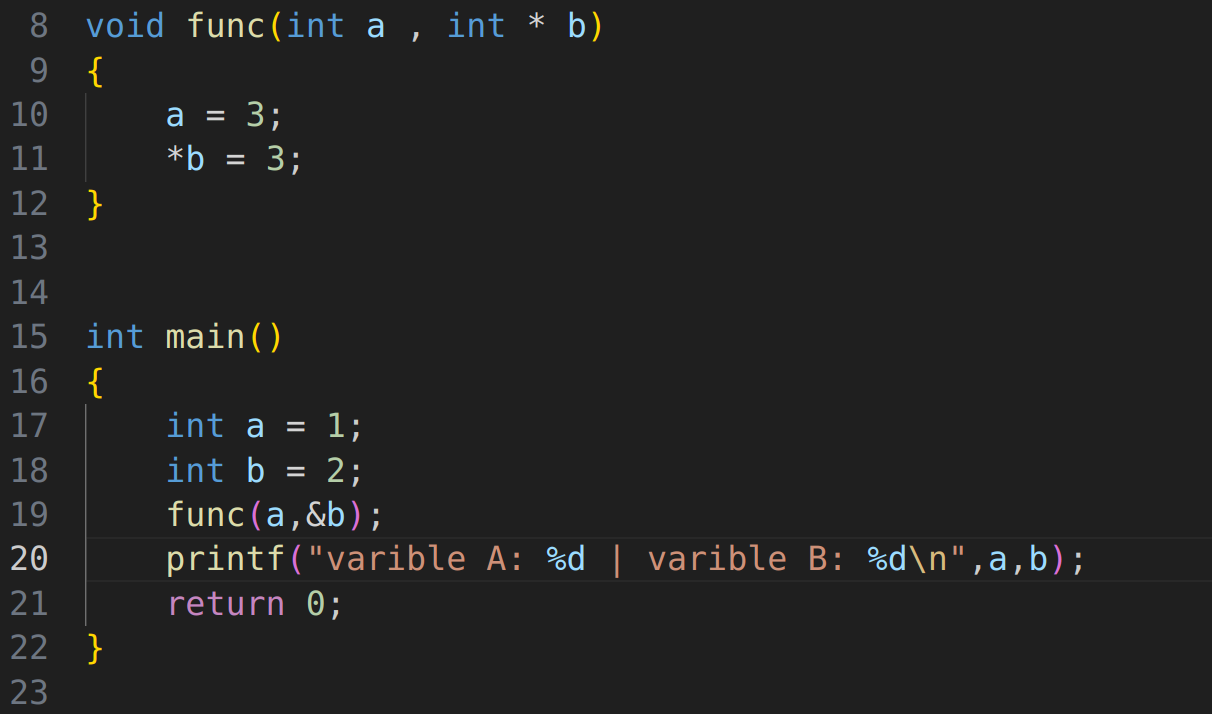 8 void func(int a , int * b)
9 {
10     a = 3;
11     *b = 3;
12 }
13
14
15 int main()
16 {
17     int a = 1;
18     int b = 2;
19     func(a,&b);
20     printf("varible A: %d | varible B: %d\n",a,b);
21     return 0;
22 }
23